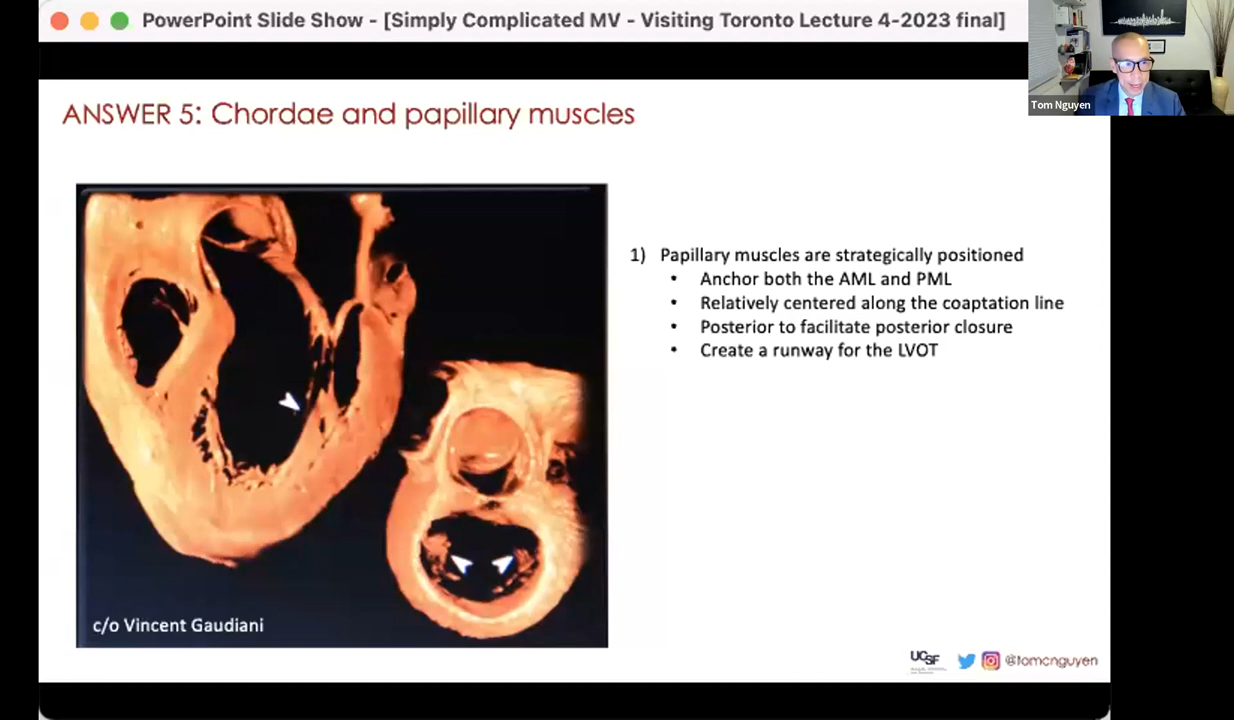 PowerPoint Slide Show - [Simply Complicated MV - Visiting Toronto Lecture 4-2023 final]
Tom Nguyen
ANSWER 5: Chordae and papillary muscles
1) Papillary muscles are strategically positioned
• Anchor both the AML and PML
• Relatively centered along the coaptation line
• Posterior to facilitate posterior closure
• Create a runway for the LVOT
c/o Vincent Gaudiani
UCSF
@tomcnguyen